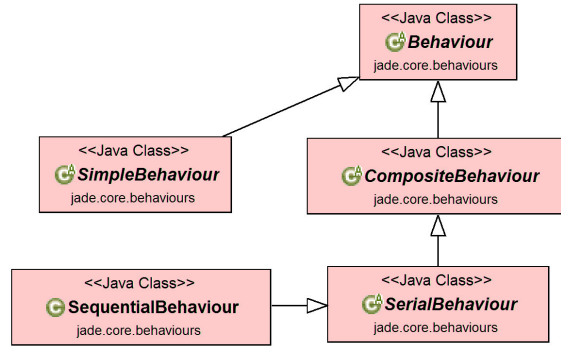 <<Java Class>>
Behaviour
jade.core.behaviours
<<Java Class>>
SimpleBehaviour
jade.core.behaviours
<<Java Class>>
CompositeBehaviour
jade.core.behaviours
<<Java Class>>
SequentialBehaviour
jade.core.behaviours
<<Java Class>>
SerialBehaviour
jade.core.behaviours